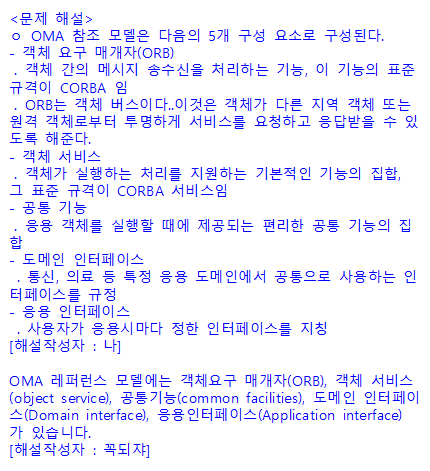 <문제 해설>
ㅇ OMA 참조 모델은 다음의 5개 구성 요소로 구성된다.
- 객체 요구 매개자(ORB)
. 객체 간의 메시지 송수신을 처리하는 기능, 이 기능의 표준
규격이 CORBA 임
. ORB는 객체 버스이다..이것은 객체가 다른 지역 객체 또는
원격 객체로부터 투명하게 서비스를 요청하고 응답받을 수 있
도록 해준다.
- 객체 서비스
. 객체가 실행하는 처리를 지원하는 기본적인 기능의 집합,
그 표준 규격이 CORBA 서비스임
- 공통 기능
. 응용 객체를 실행할 때에 제공되는 편리한 공통 기능의 집
합
- 도메인 인터페이스
. 통신, 의료 등 특정 응용 도메인에서 공통으로 사용하는 인
터페이스를 규정
- 응용 인터페이스
. 사용자가 응용시마다 정한 인터페이스를 지칭
[해설작성자 : 나]

OMA 레퍼런스 모델에는 객체요구 매개자(ORB), 객체 서비스
(object service), 공통기능(common facilities), 도메인 인터페이
스(Domain interface), 응용인터페이스(Application interface)
가 있습니다.
[해설작성자 : 꼭되쟈]